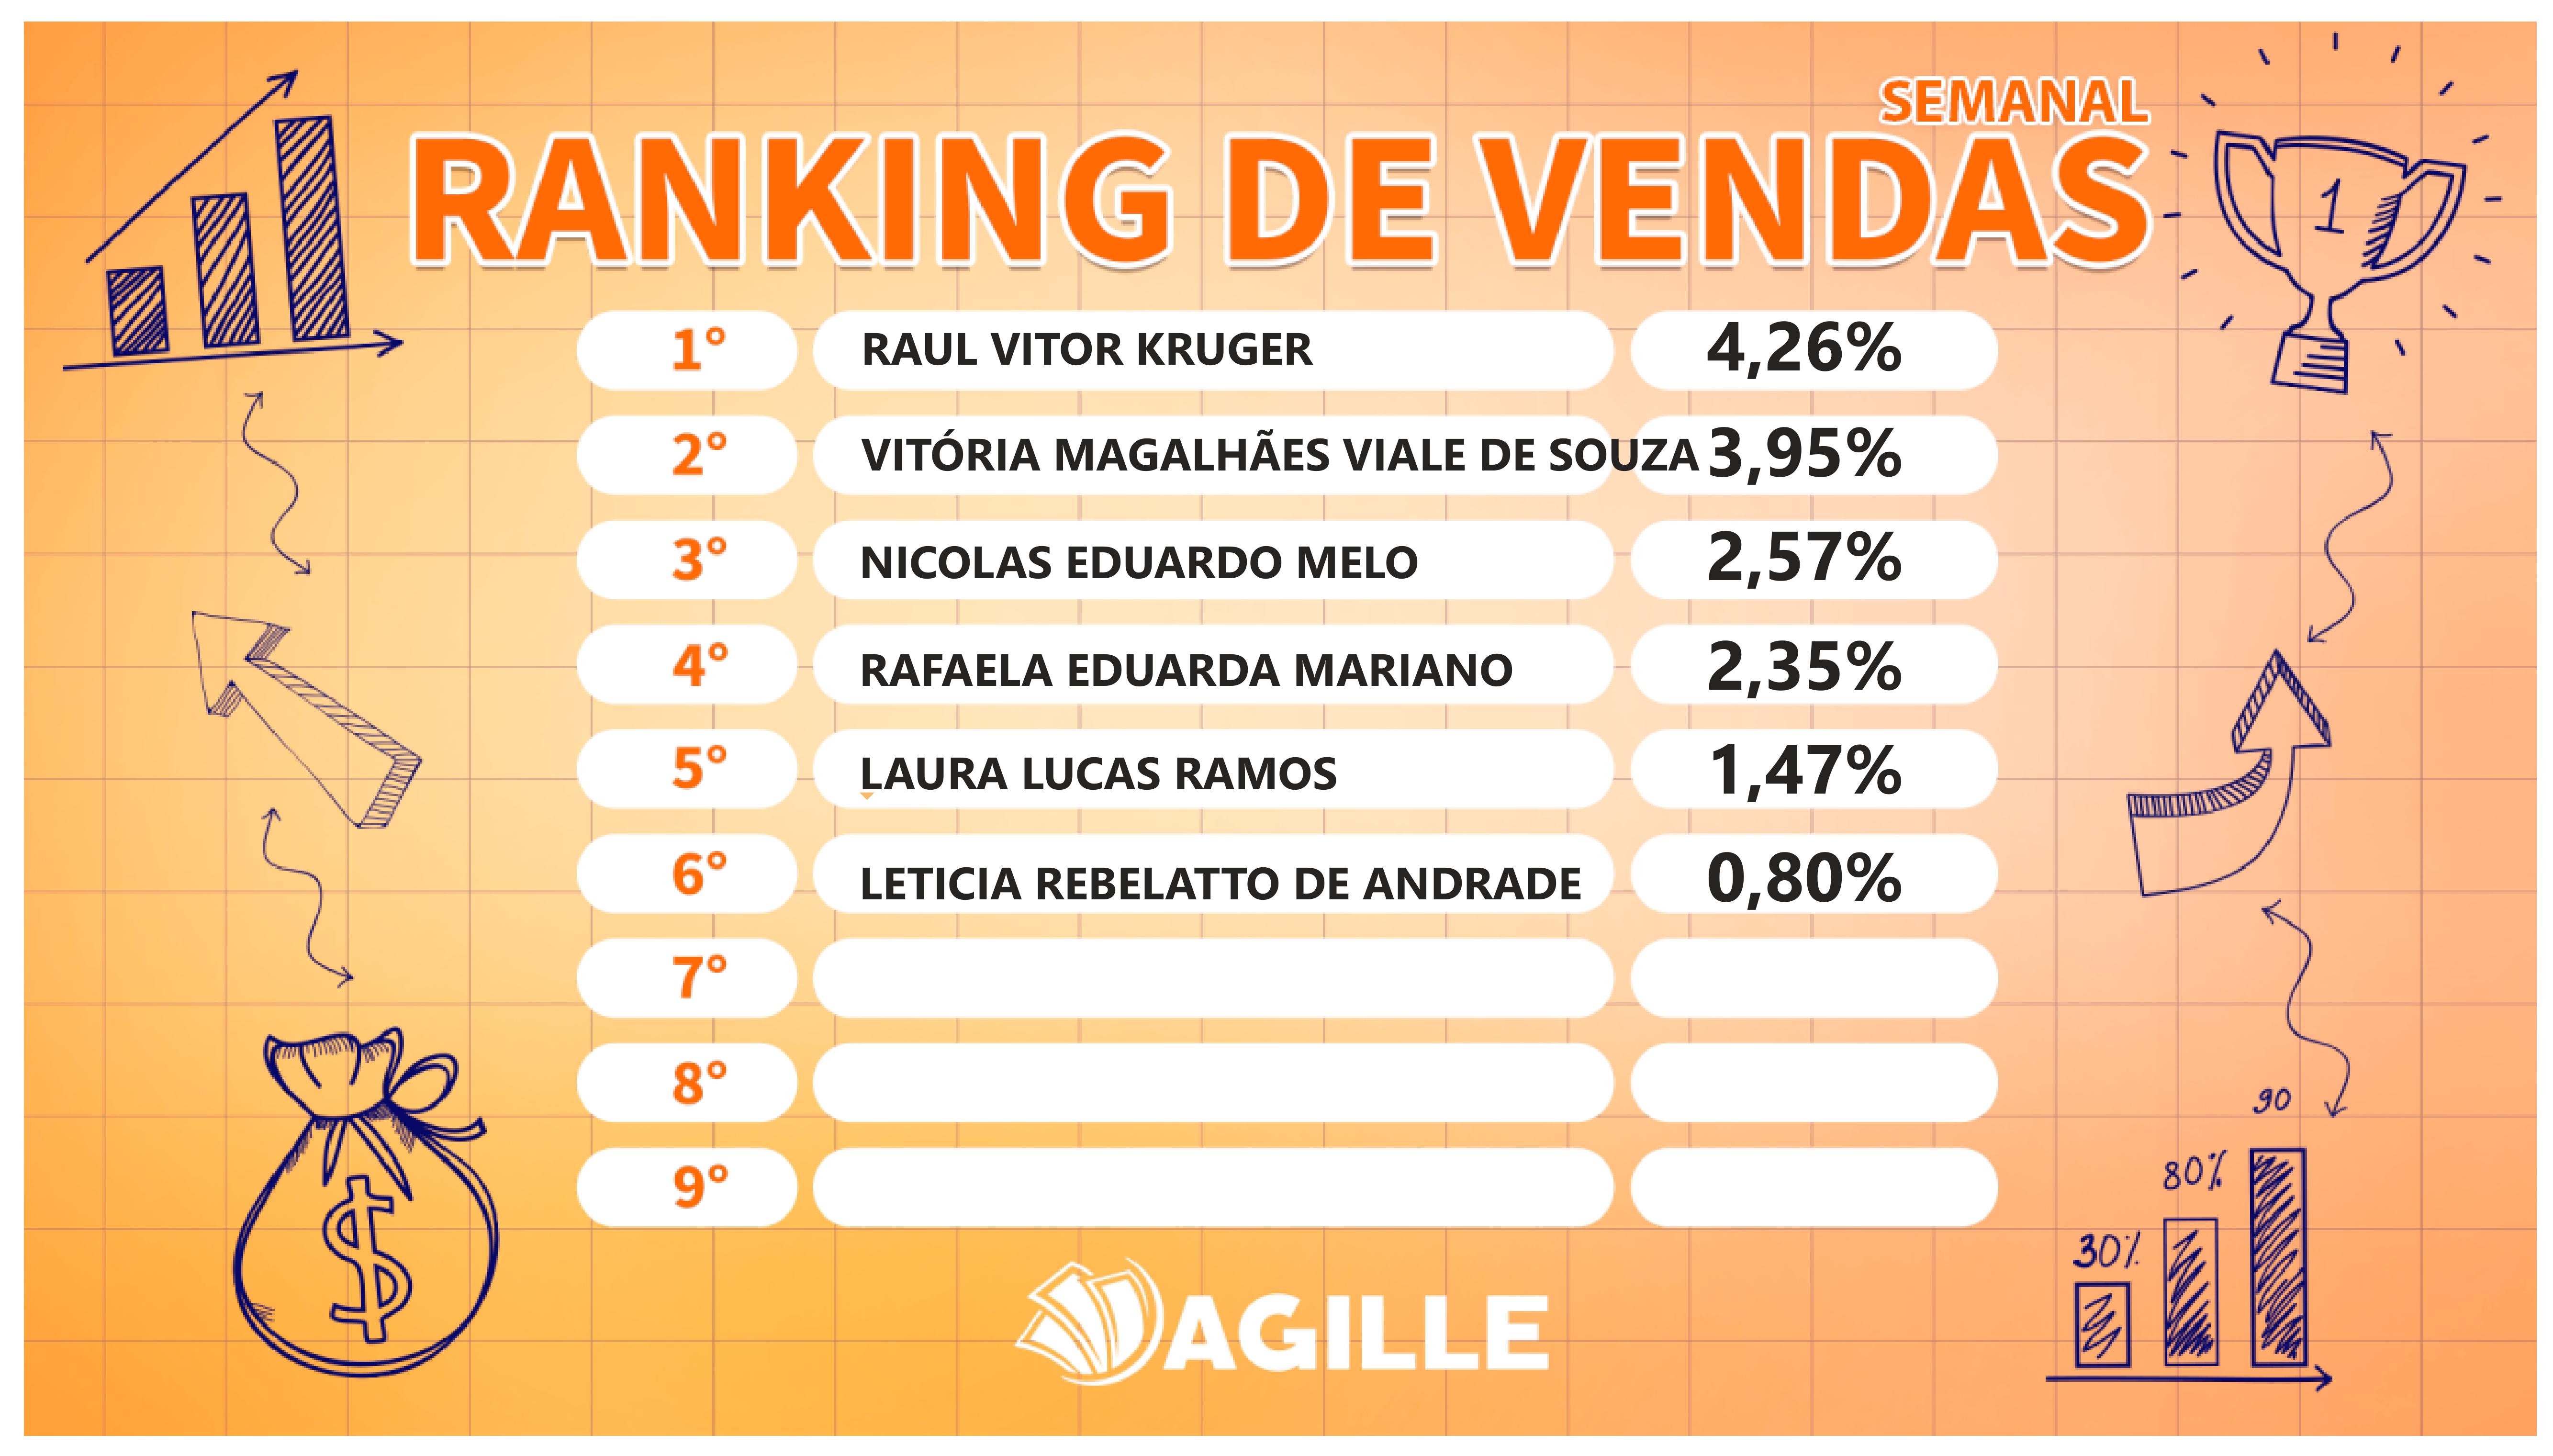 SEMANAL
RANKING DE VENDAS
1
1° RAUL VITOR KRUGER 4,26%
2° VITÓRIA MAGALHÃES VIALE DE SOUZA 3,95%
3° NICOLAS EDUARDO MELO 2,57%
4° RAFAELA EDUARDA MARIANO 2,35%
5° LAURA LUCAS RAMOS 1,47%
6° LETICIA REBELATTO DE ANDRADE 0,80%
7°
8°
9°
$
90
80%
30%
AGILLE